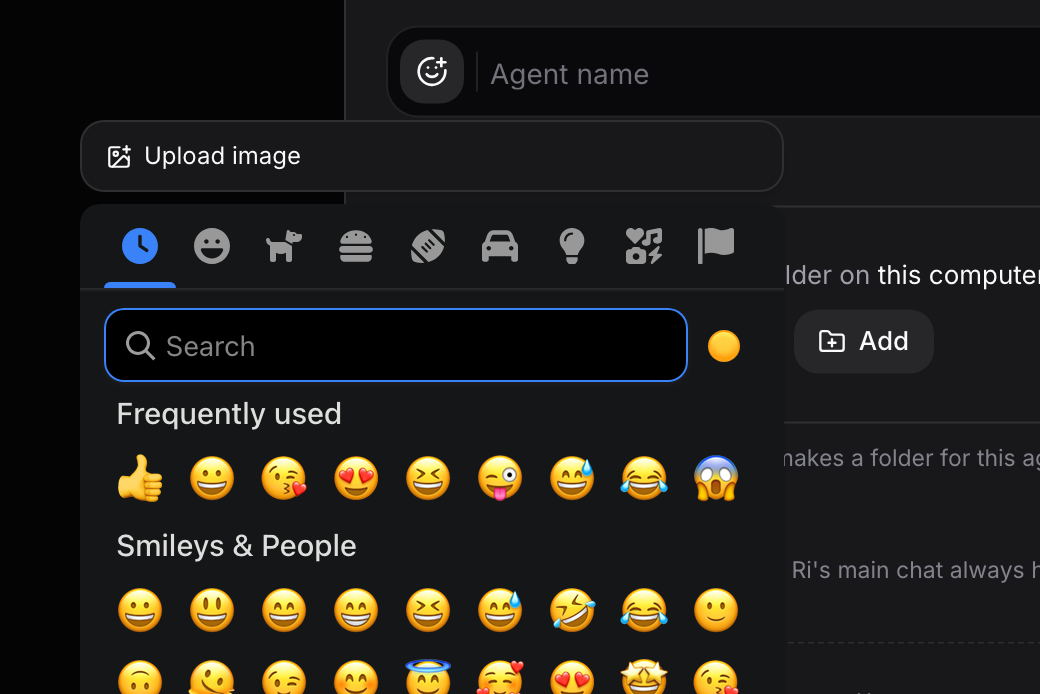 Agent name
Upload image
lder on this computer
Search
Add
Frequently used
makes a folder for this
Smileys & People
Ri's main chat always